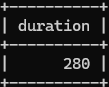 +----------+
| duration |
+----------+
|      280 |
+----------+